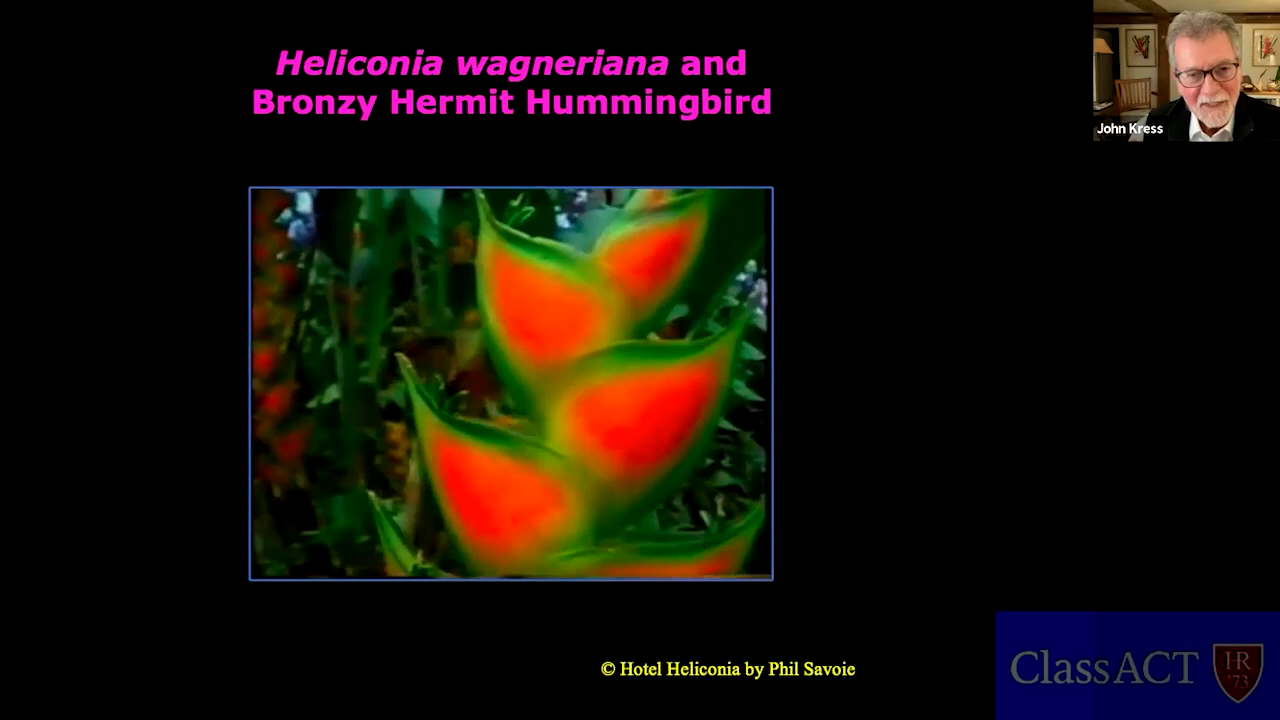 Heliconia wagneriana and
Bronzy Hermit Hummingbird
John Kress
© Hotel Heliconia by Phil Savoie
ClassACT
HR
'73